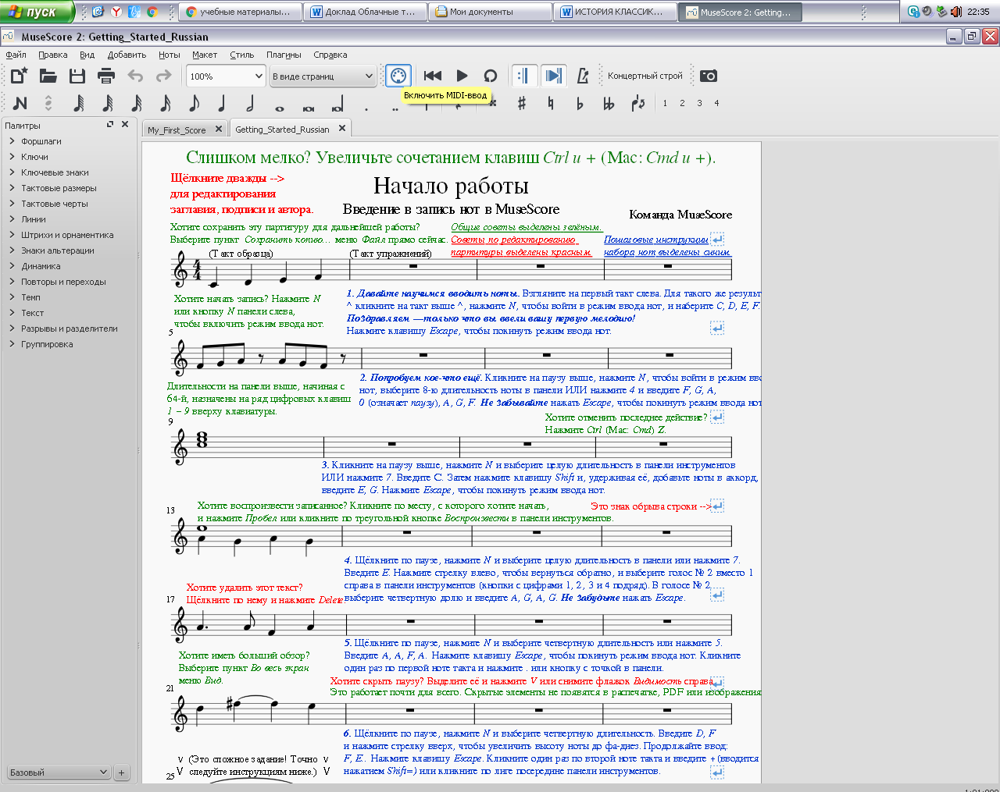 пуск
учебные материалы...
Доклад Облачные т...
Мои документы
ИСТОРИЯ КЛАССИК...
MuseScore 2: Getting...
22:35
MuseScore 2: Getting_Started_Russian
Файл Правка Вид Добавить Ноты Макет Стиль Плагины Справка
100%
В виде страниц
Концертный строй
Включить MIDI-ввод
1 2 3 4
Палитры
My_First_Score
Getting_Started_Russian
Форшлаги
Ключи
Ключевые знаки
Тактовые размеры
Тактовые черты
Линии
Штрихи и орнаментика
Знаки альтерации
Динамика
Повторы и переходы
Темп
Текст
Разрывы и разделители
Группировка
Базовый
+
Слишком мелко? Увеличьте сочетанием клавиш Ctrl и + (Mac: Cmd и +).
Щёлкните дважды -->
для редактирования
заглавия, подписи и автора.
Начало работы
Введение в запись нот в MuseScore
Команда MuseScore
Хотите сохранить эту партитуру для дальнейшей работы?
Выберите пункт Сохранить копию... меню Файл прямо сейчас.
Общие советы выделены зелёным.
Советы по редактированию
партитуры выделены красным.
Пошаговые инструкции
набора нот выделены синим.
(Такт образца)
(Такт упражнений)
4
4
Хотите начать запись? Нажмите N
или кнопку N панели слева,
чтобы включить режим ввода нот.
1. Давайте научимся вводить ноты. Взгляните на первый такт слева. Для такого же результ
^ кликните на такт выше ^, нажмите N, чтобы войти в режим ввода нот, и наберите C, D, E, F.
Поздравляем —только что вы ввели вашу первую мелодию!
Нажмите клавишу Escape, чтобы покинуть режим ввода нот.
5
Длительности на панели выше, начиная с
64-й, назначены на ряд цифровых клавиш
1 – 9 вверху клавиатуры.
2. Попробуем кое-что ещё. Кликните на паузу выше, нажмите N, чтобы войти в режим вво
нот, выберите 8-ю длительность ноты в панели ИЛИ нажмите 4 и введите F, G, A,
0 (означает паузу), A, G, F. Не забывайте нажать Escape, чтобы покинуть режим ввода нот
Хотите отменить последнее действие?
Нажмите Ctrl (Mac: Cmd) Z.
9
3. Кликните на паузу выше, нажмите N и выберите целую длительность в панели инструментов
ИЛИ нажмите 7. Введите C. Затем нажмите клавишу Shift и, удерживая её, добавьте ноты в аккорд,
введите E, G. Нажмите Escape, чтобы покинуть режим ввода нот.
13
Хотите воспроизвести записанное? Кликните по месту, с которого хотите начать,
и нажмите Пробел или кликните по треугольной кнопке Воспроизвести в панели инструментов.
Это знак обрыва строки -->
4. Щёлкните по паузе, нажмите N и выберите целую длительность в панели или нажмите 7.
Введите E. Нажмите стрелку влево, чтобы вернуться обратно, и выберите голос № 2 вместо 1
справа в панели инструментов (кнопки с цифрами 1, 2, 3 и 4 подряд). В голосе № 2
выберите четвертную долю и введите A, G, A, G. Не забудьте нажать Escape.
Хотите удалить этот текст?
Щёлкните по нему и нажмите Delete.
17
5. Щёлкните по паузе, нажмите N и выберите четвертную длительность или нажмите 5.
Введите A, A, F, A. Нажмите клавишу Escape, чтобы покинуть режим ввода нот. Кликните
один раз по первой ноте такта и нажмите . или кнопку с точкой в панели.
Хотите иметь больший обзор?
Выберите пункт Во весь экран
меню Вид.
Хотите скрыть паузу? Выделите её и нажмите V или снимите флажок Видимость справа.
Это работает почти для всего. Скрытые элементы не появятся в распечатке, PDF или изображения
21
6. Щёлкните по паузе, нажмите N и выберите четвертную длительность. Введите D, F
и нажмите стрелку вверх, чтобы увеличить высоту ноты до фа-диез. Продолжайте ввод:
F, E.. Нажмите клавишу Escape. Кликните один раз по второй ноте такта и введите + (вводится
нажатием Shift=) или кликните по лиге посередине панели инструментов.
V (Это сложное задание! Точно V
V следуйте инструкциям ниже.) V
25